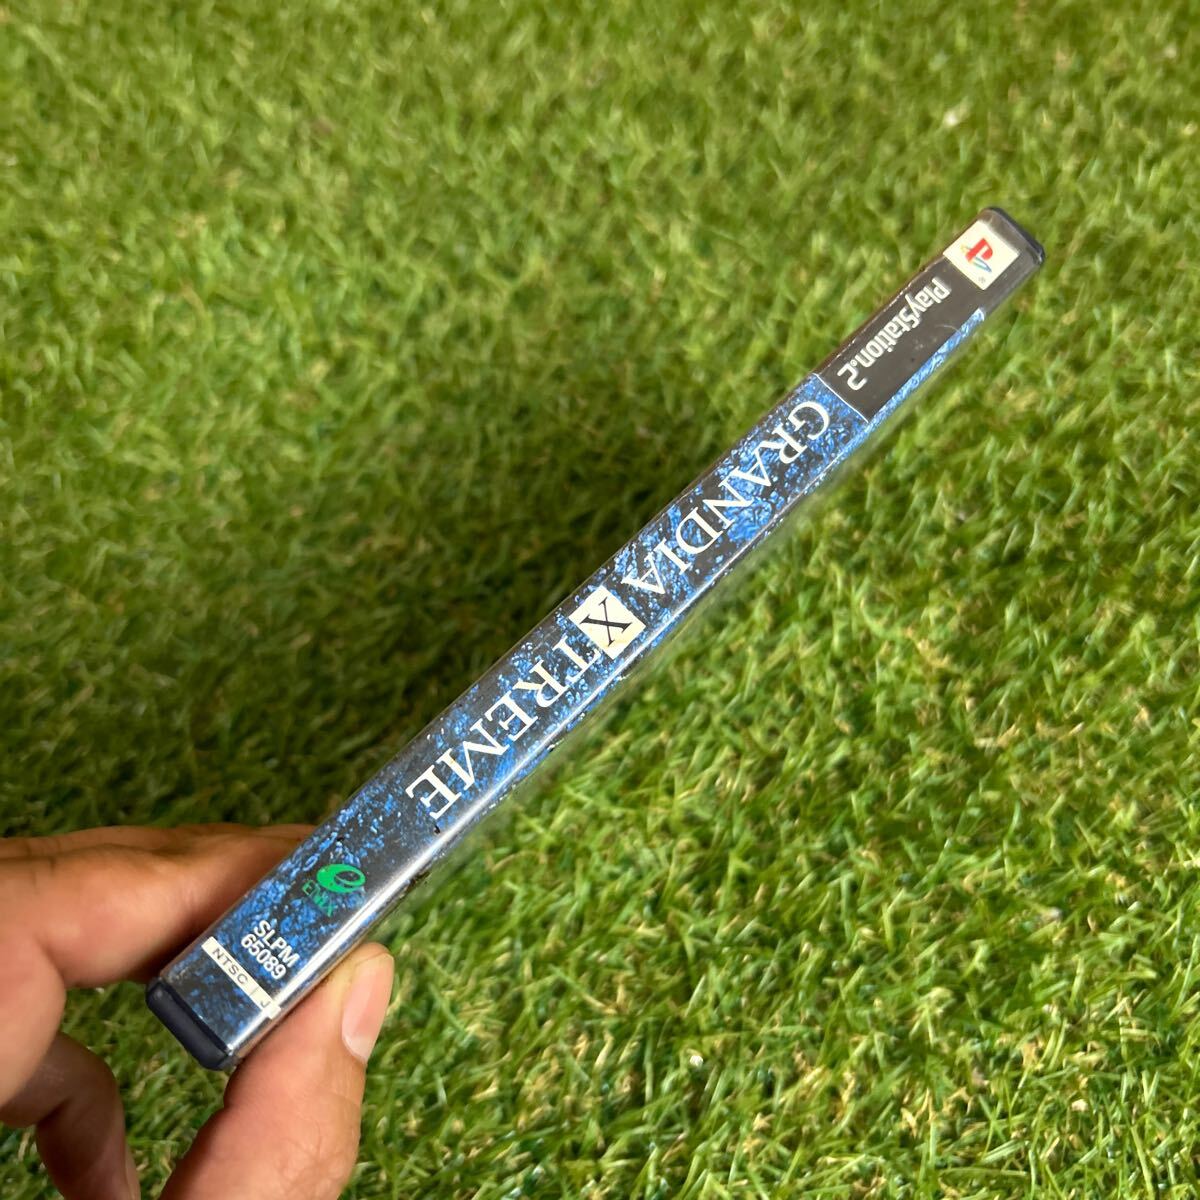 ®
PlayStation.2
GRANDIA XTREME
ENIX
SLPM
65089
NTSC J